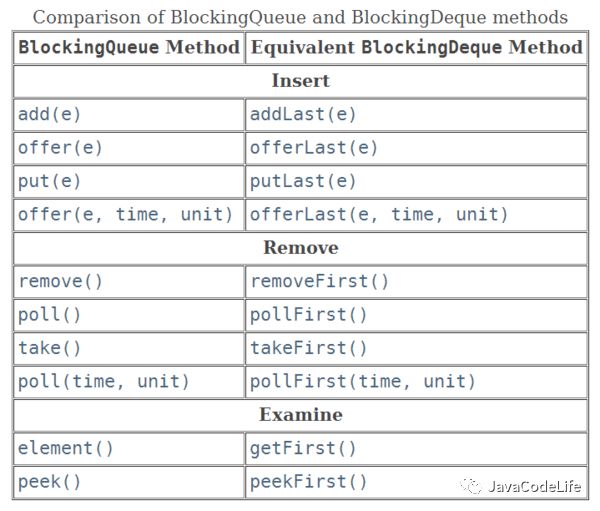 Comparison of BlockingQueue and BlockingDeque methods
BlockingQueue Method Equivalent BlockingDeque Method
Insert
add(e) addLast(e)
offer(e) offerLast(e)
put(e) putLast(e)
offer(e, time, unit) offerLast(e, time, unit)
Remove
remove() removeFirst()
poll() pollFirst()
take() takeFirst()
poll(time, unit) pollFirst(time, unit)
Examine
element() getFirst()
peek() peekFirst()
JavaCodeLife